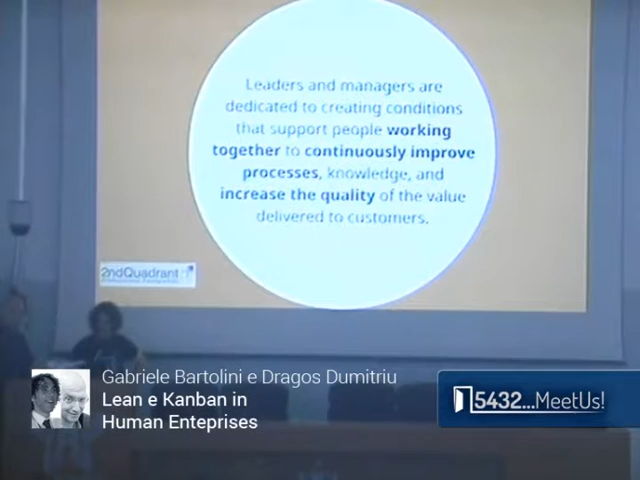 Leaders and managers are
dedicated to creating conditions
that support people working
together to continuously improve
processes, knowledge, and
increase the quality of the value
delivered to customers.
2ndQuadrant
Gabriele Bartolini e Dragos Dumitriu
Lean e Kanban in
Human Enteprises
5432...MeetUs!